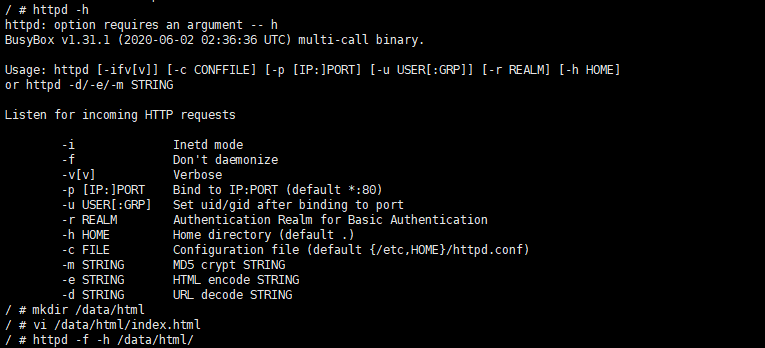 / # httpd -h
httpd: option requires an argument -- h
BusyBox v1.31.1 (2020-06-02 02:36:36 UTC) multi-call binary.
Usage: httpd [-ifv[v]] [-c CONFFILE] [-p [IP:]PORT] [-u USER[:GRP]] [-r REALM] [-h HOME]
or httpd -d/-e/-m STRING
Listen for incoming HTTP requests
-i Inetd mode
-f Don't daemonize
-v[v] Verbose
-p [IP:]PORT Bind to IP:PORT (default *:80)
-u USER[:GRP] Set uid/gid after binding to port
-r REALM Authentication Realm for Basic Authentication
-h HOME Home directory (default .)
-c FILE Configuration file (default {/etc,HOME}/httpd.conf)
-m STRING MD5 crypt STRING
-e STRING HTML encode STRING
-d STRING URL decode STRING
/ # mkdir /data/html
/ # vi /data/html/index.html
/ # httpd -f -h /data/html/